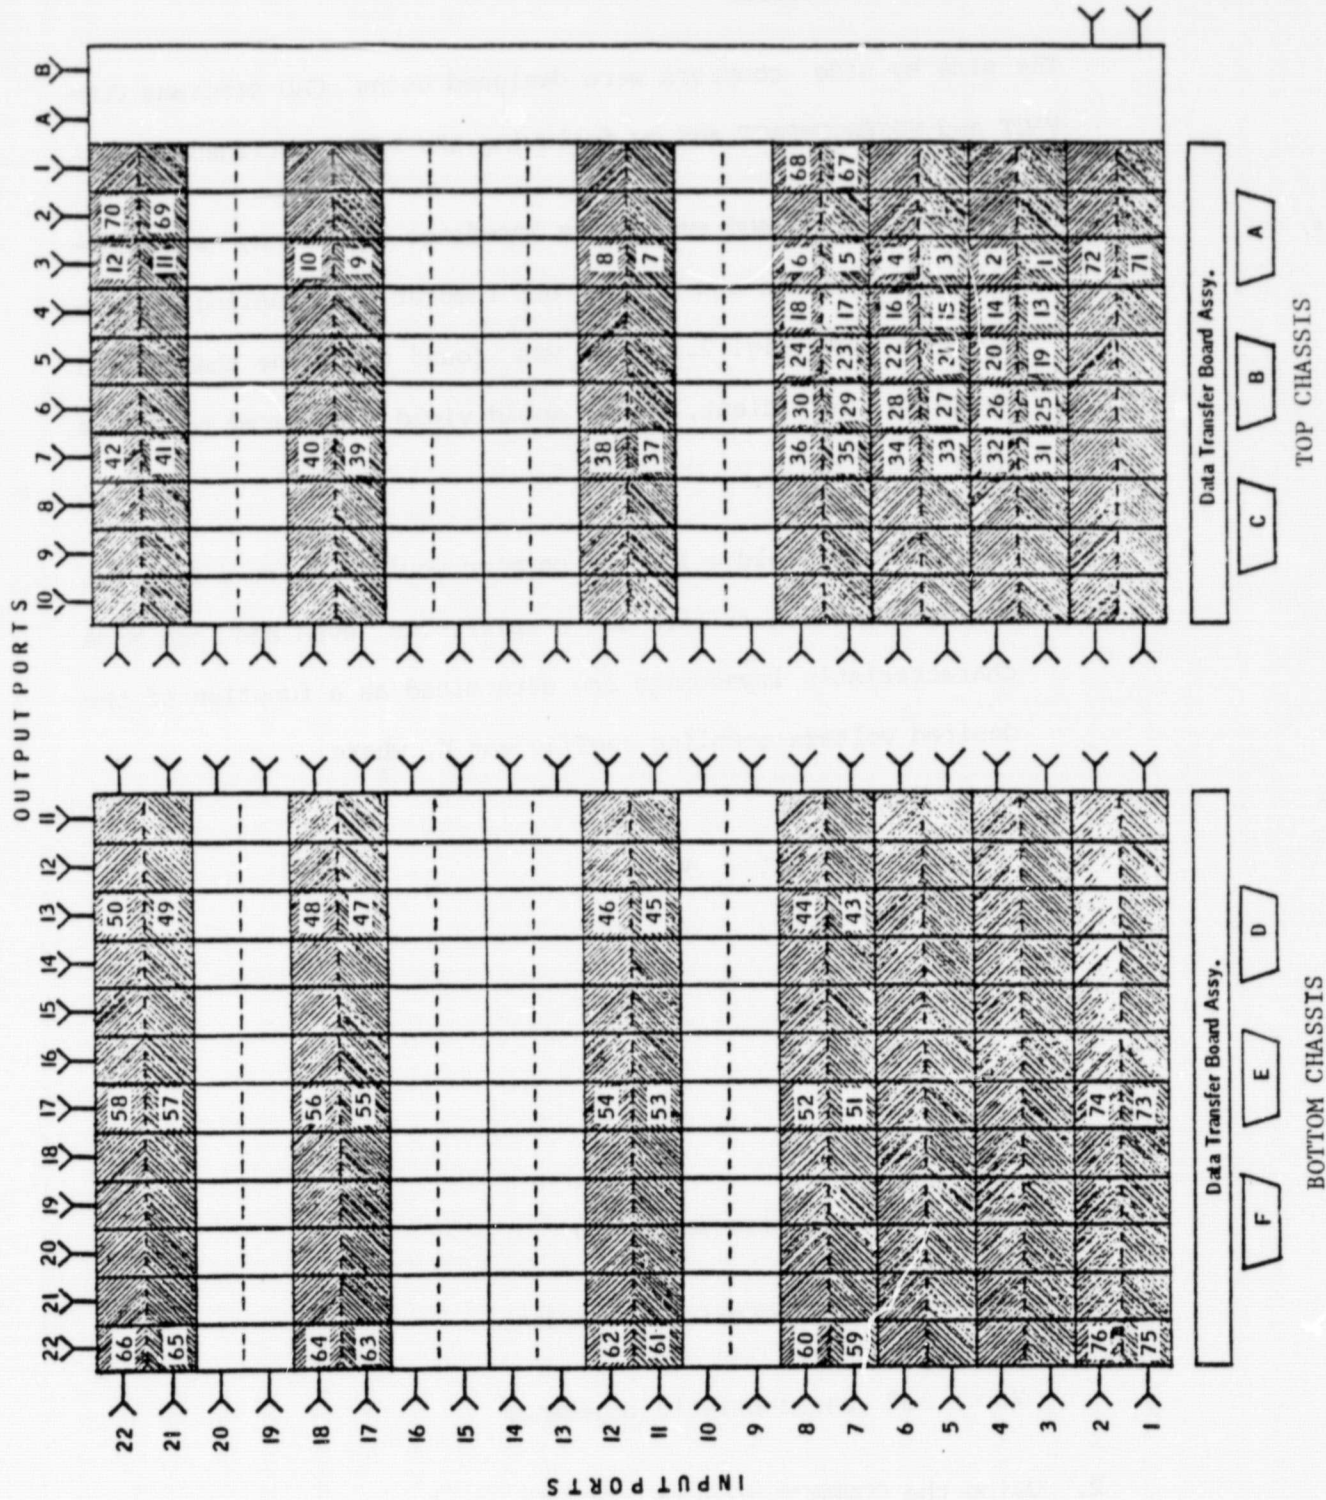 OUTPUT PORTS
22 21 20 19 18 17 16 15 14 13 12 11 10 9 8 7 6 5 4 3 2 1 A B
INPUT PORTS
22 66 58 50 42 12 70
21 65 57 49 41 11 69
20
19
18 64 56 48 40 10
17 63 55 47 39 9
16
15
14
13
12 62 54 46 38 8
11 61 53 45 37 7
10
9
8 60 52 44 36 30 24 18 6 68
7 59 51 43 35 29 23 17 5 67
6 34 28 22 16 4
5 33 27 21 15 3
4 32 26 20 14 2
3 31 25 19 13 1
2 76 74 72
1 75 73 71
Data Transfer Board Assy. Data Transfer Board Assy.
F E D C B A
BOTTOM CHASSIS TOP CHASSIS